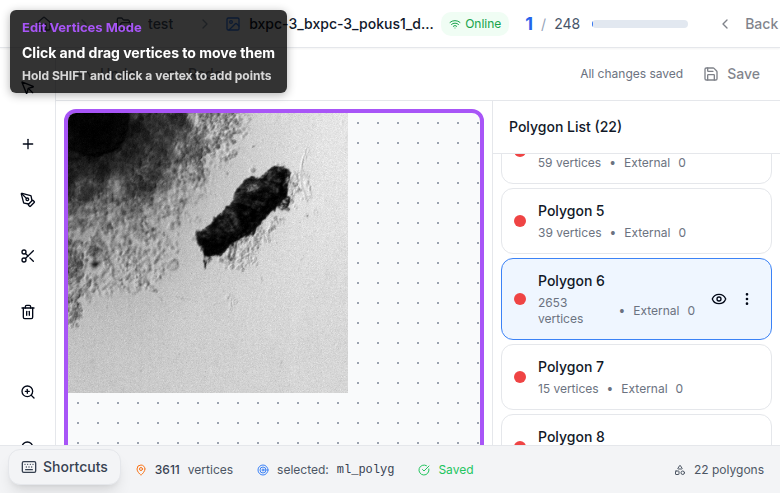 Edit Vertices Mode
Click and drag vertices to move them
Hold SHIFT and click a vertex to add points
test
bxpc-3_bxpc-3_pokus1_d...
Online
1 / 248
Back
All changes saved
Save
Polygon List (22)
59 vertices • External 0
Polygon 5
39 vertices • External 0
Polygon 6
2653 vertices • External 0
Polygon 7
15 vertices • External 0
Polygon 8
Shortcuts
3611 vertices
selected: ml_polyg
Saved
22 polygons